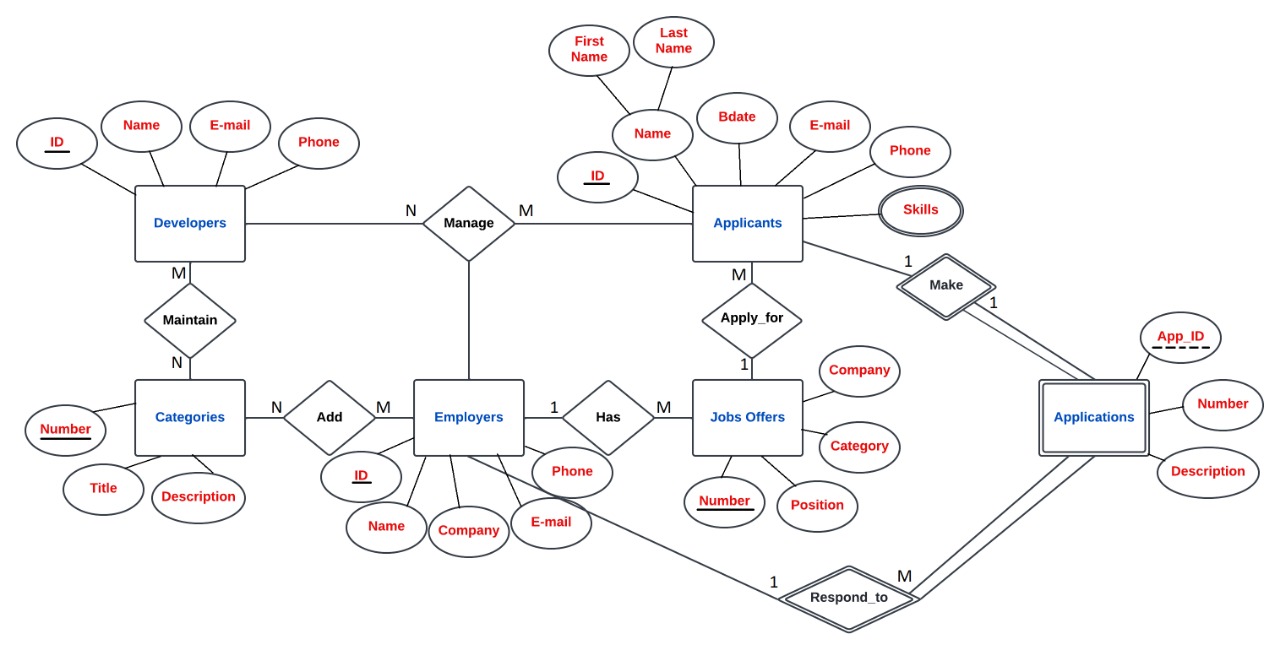 First
Name
Last
Name
ID
Name
E-mail
Phone
Name
Bdate
E-mail
Phone
ID
Skills
Developers
N
Manage
M
Applicants
M
Maintain
N
M
Apply_for
1
1
Make
1
App_ID
Company
Number
Categories
N
Add
M
Employers
1
Has
M
Jobs Offers
Applications
Number
Category
Description
Title
Description
ID
Phone
Name
Company
E-mail
Number
Position
1
Respond_to
M